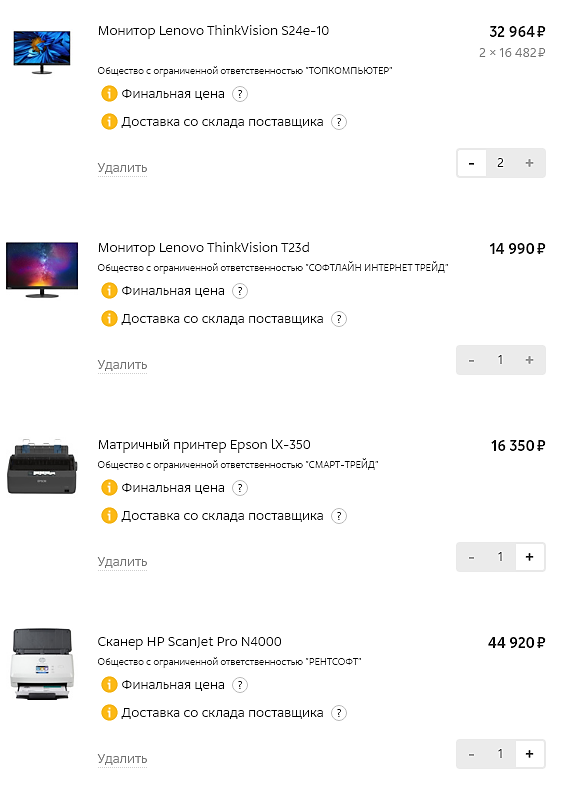 Монитор Lenovo ThinkVision S24e-10
32 964 ₽
2 × 16 482 ₽
Общество с ограниченной ответственностью "ТОПКОМПЬЮТЕР"
Финальная цена ?
Доставка со склада поставщика ?
Удалить
- 2 +
Монитор Lenovo ThinkVision T23d
14 990 ₽
Общество с ограниченной ответственностью "СОФТЛАЙН ИНТЕРНЕТ ТРЕЙД"
Финальная цена ?
Доставка со склада поставщика ?
Удалить
- 1 +
Матричный принтер Epson lX-350
16 350 ₽
Общество с ограниченной ответственностью "СМАРТ-ТРЕЙД"
Финальная цена ?
Доставка со склада поставщика ?
Удалить
- 1 +
Сканер HP ScanJet Pro N4000
44 920 ₽
Общество с ограниченной ответственностью "РЕНТСОФТ"
Финальная цена ?
Доставка со склада поставщика ?
Удалить
- 1 +